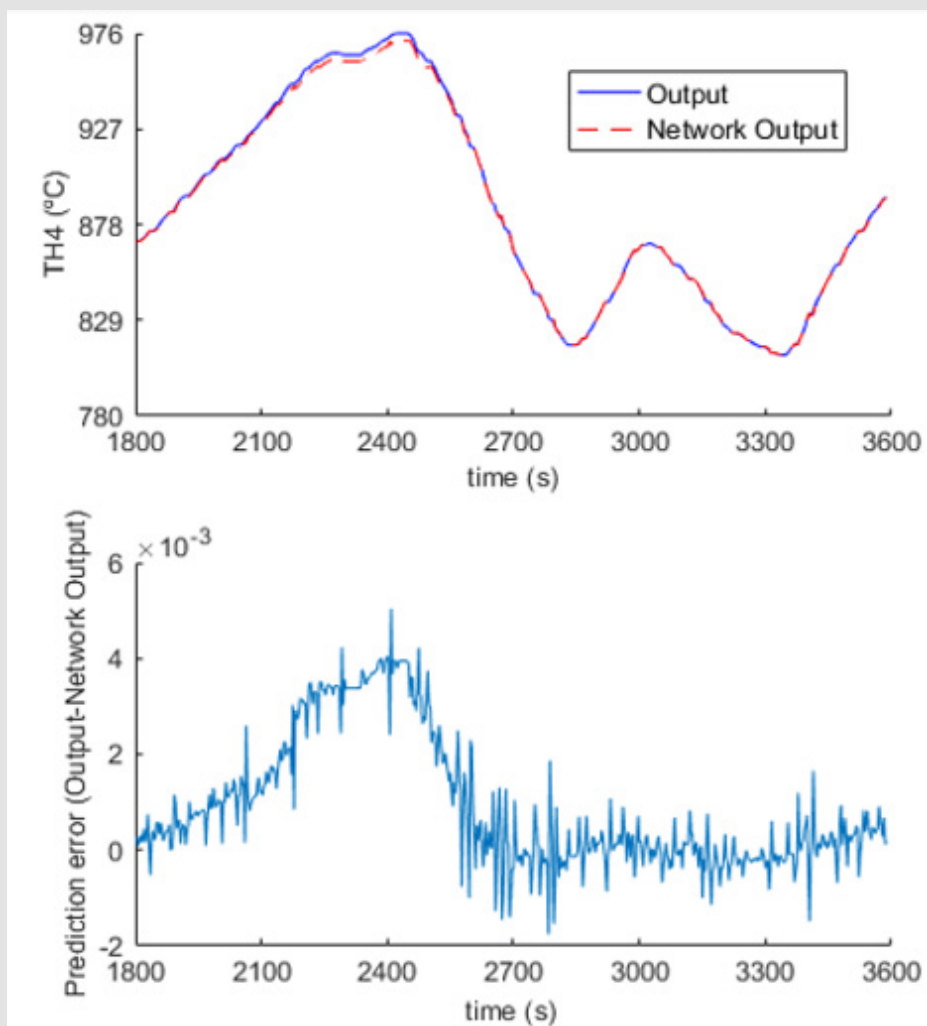 976
927
878
829
780
TH4 (ºC)
Output
Network Output
1800 2100 2400 2700 3000 3300 3600
time (s)
× 10-3
6
4
2
0
-2
Prediction error (Output-Network Output)
1800 2100 2400 2700 3000 3300 3600
time (s)